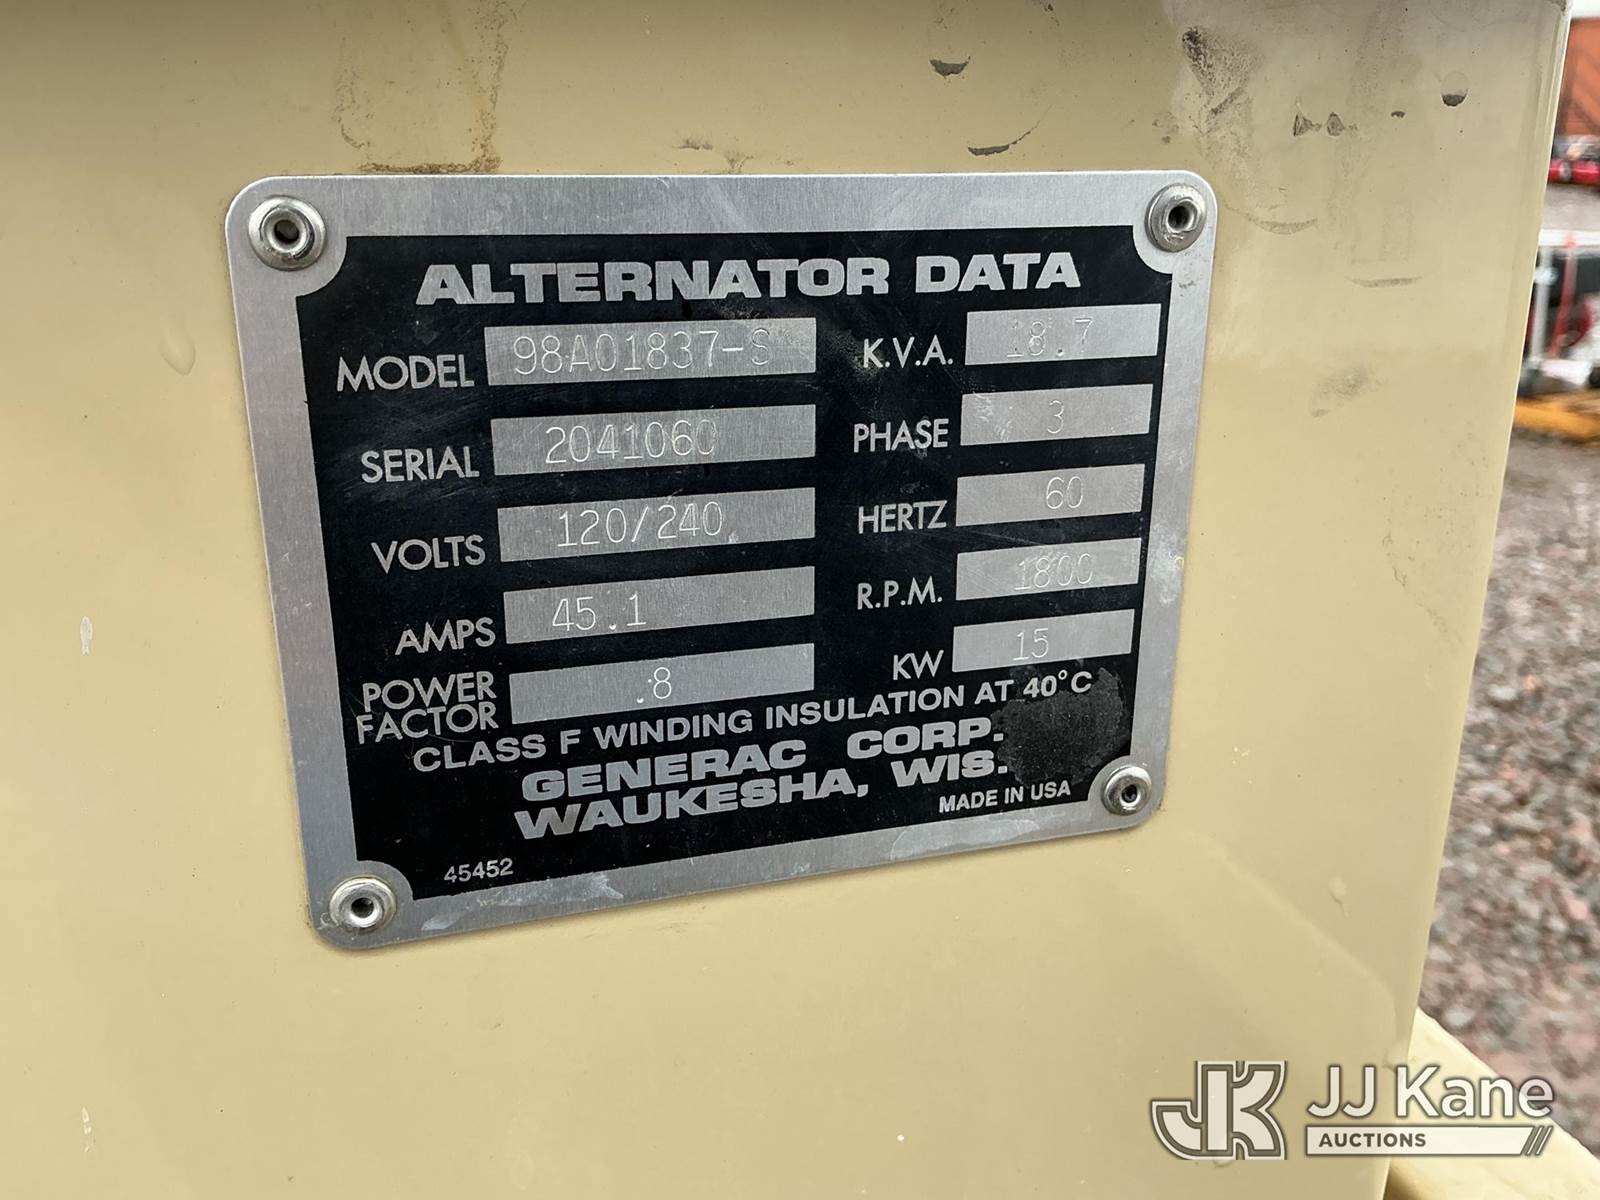 ALTERNATOR DATA
MODEL 98A01837-S
K.V.A. 18.7
SERIAL 2041060
PHASE 3
VOLTS 120/240
HERTZ 60
AMPS 45.1
R.P.M. 1800
POWER
FACTOR .8
KW 15
CLASS F WINDING INSULATION AT 40°C
GENERAC CORP.
WAUKESHA, WIS.
MADE IN USA
45452
JK JJ Kane
AUCTIONS